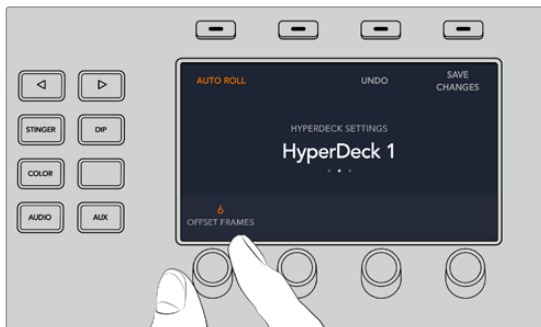 AUTO ROLL
UNDO
SAVE
CHANGES
STINGER
DIP
HYPERDECK SETTINGS
HyperDeck 1
COLOR
AUDIO
AUX
6
OFFSET FRAMES